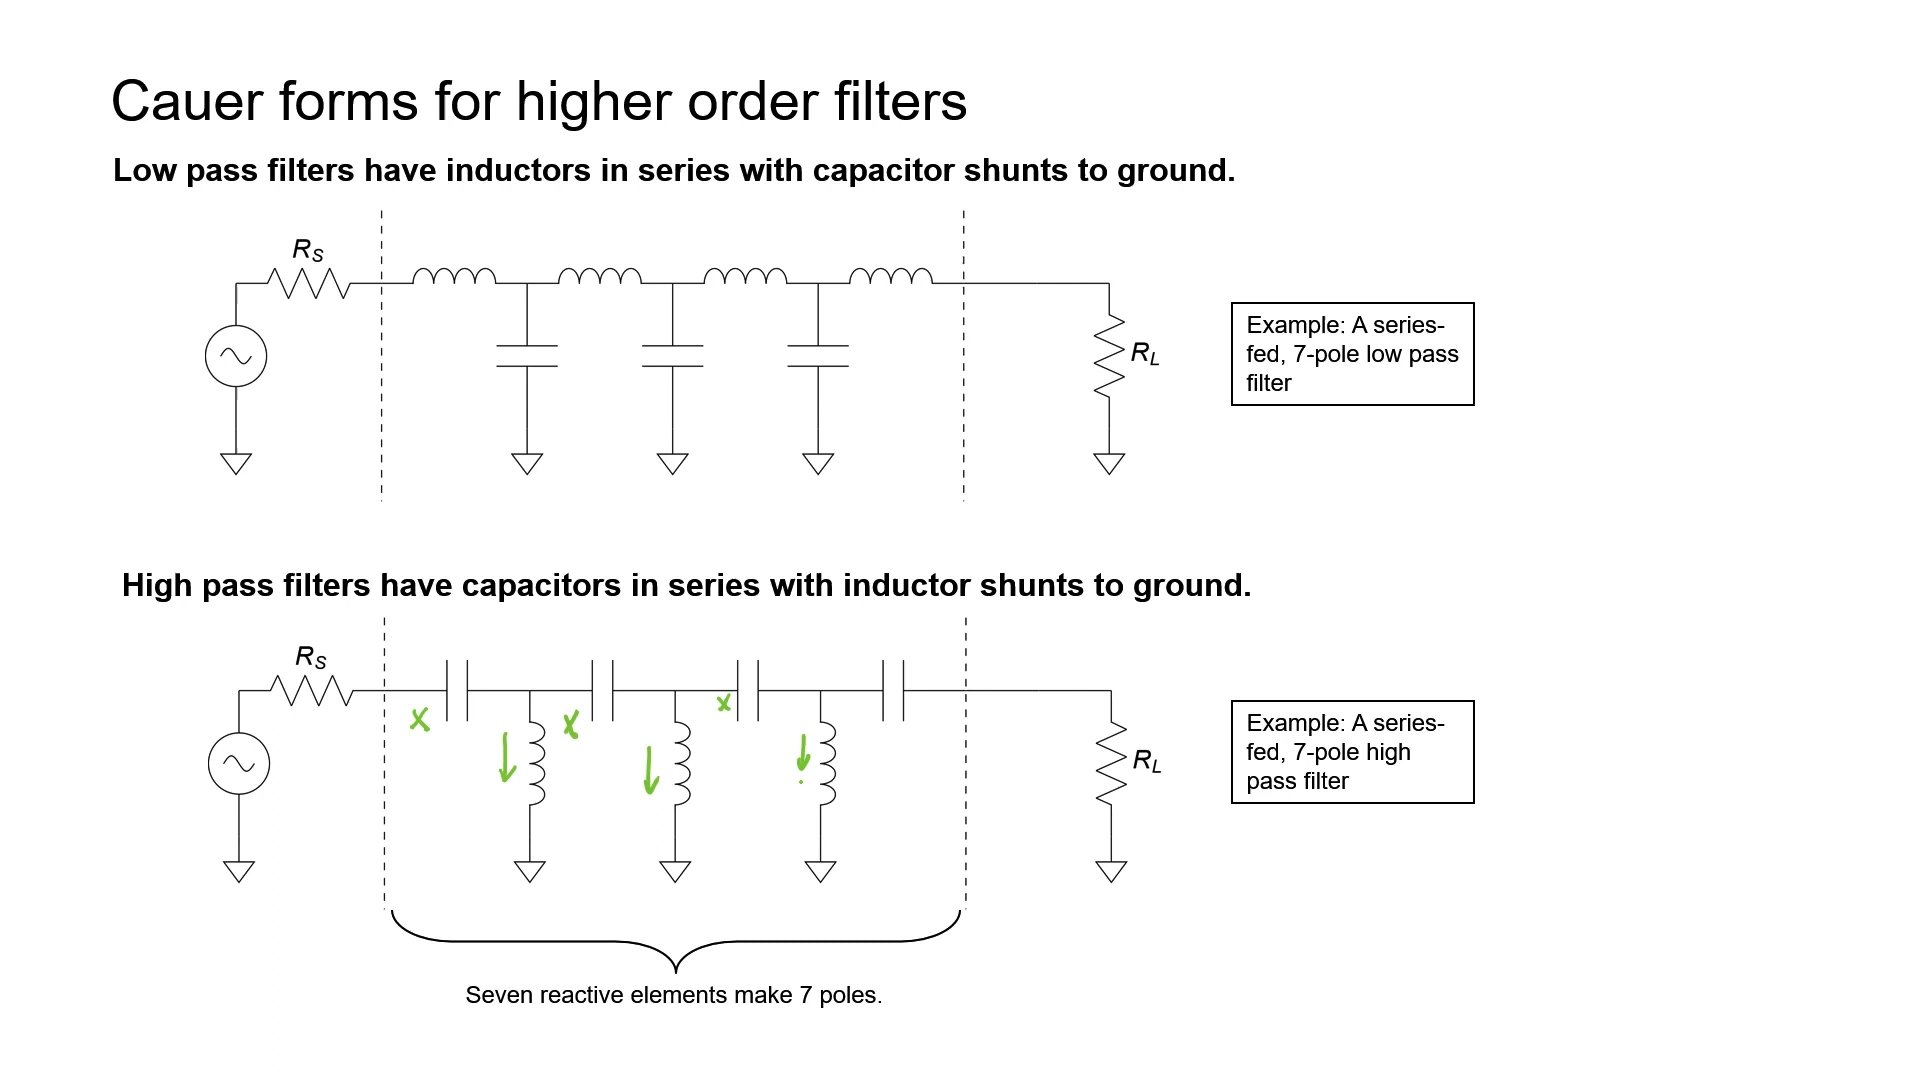 Cauer forms for higher order filters
Low pass filters have inductors in series with capacitor shunts to ground.
RS
RL
Example: A series-
fed, 7-pole low pass
filter
High pass filters have capacitors in series with inductor shunts to ground.
RS
x
x
x
RL
Example: A series-
fed, 7-pole high
pass filter
Seven reactive elements make 7 poles.